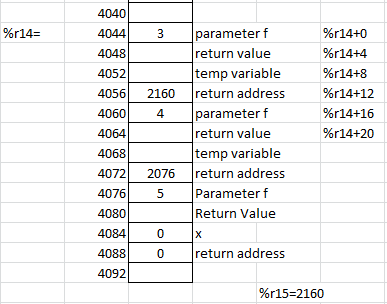 4040
%r14= 4044 3 parameter f %r14+0
4048 return value %r14+4
4052 temp variable %r14+8
4056 2160 return address %r14+12
4060 4 parameter f %r14+16
4064 return value %r14+20
4068 temp variable
4072 2076 return address
4076 5 Parameter f
4080 Return Value
4084 0 x
4088 0 return address
4092
%r15=2160